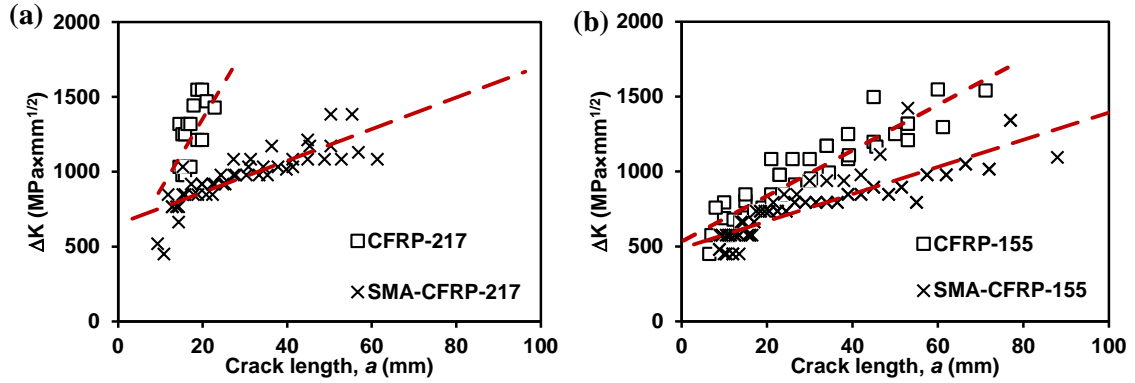 (a)
2000
1500
1000
500
0
ΔK (MPa×mm1/2)
CFRP-217
SMA-CFRP-217
0 20 40 60 80 100
Crack length, a (mm)
(b)
2000
1500
1000
500
0
ΔK (MPa×mm1/2)
CFRP-155
SMA-CFRP-155
0 20 40 60 80 100
Crack length, a (mm)